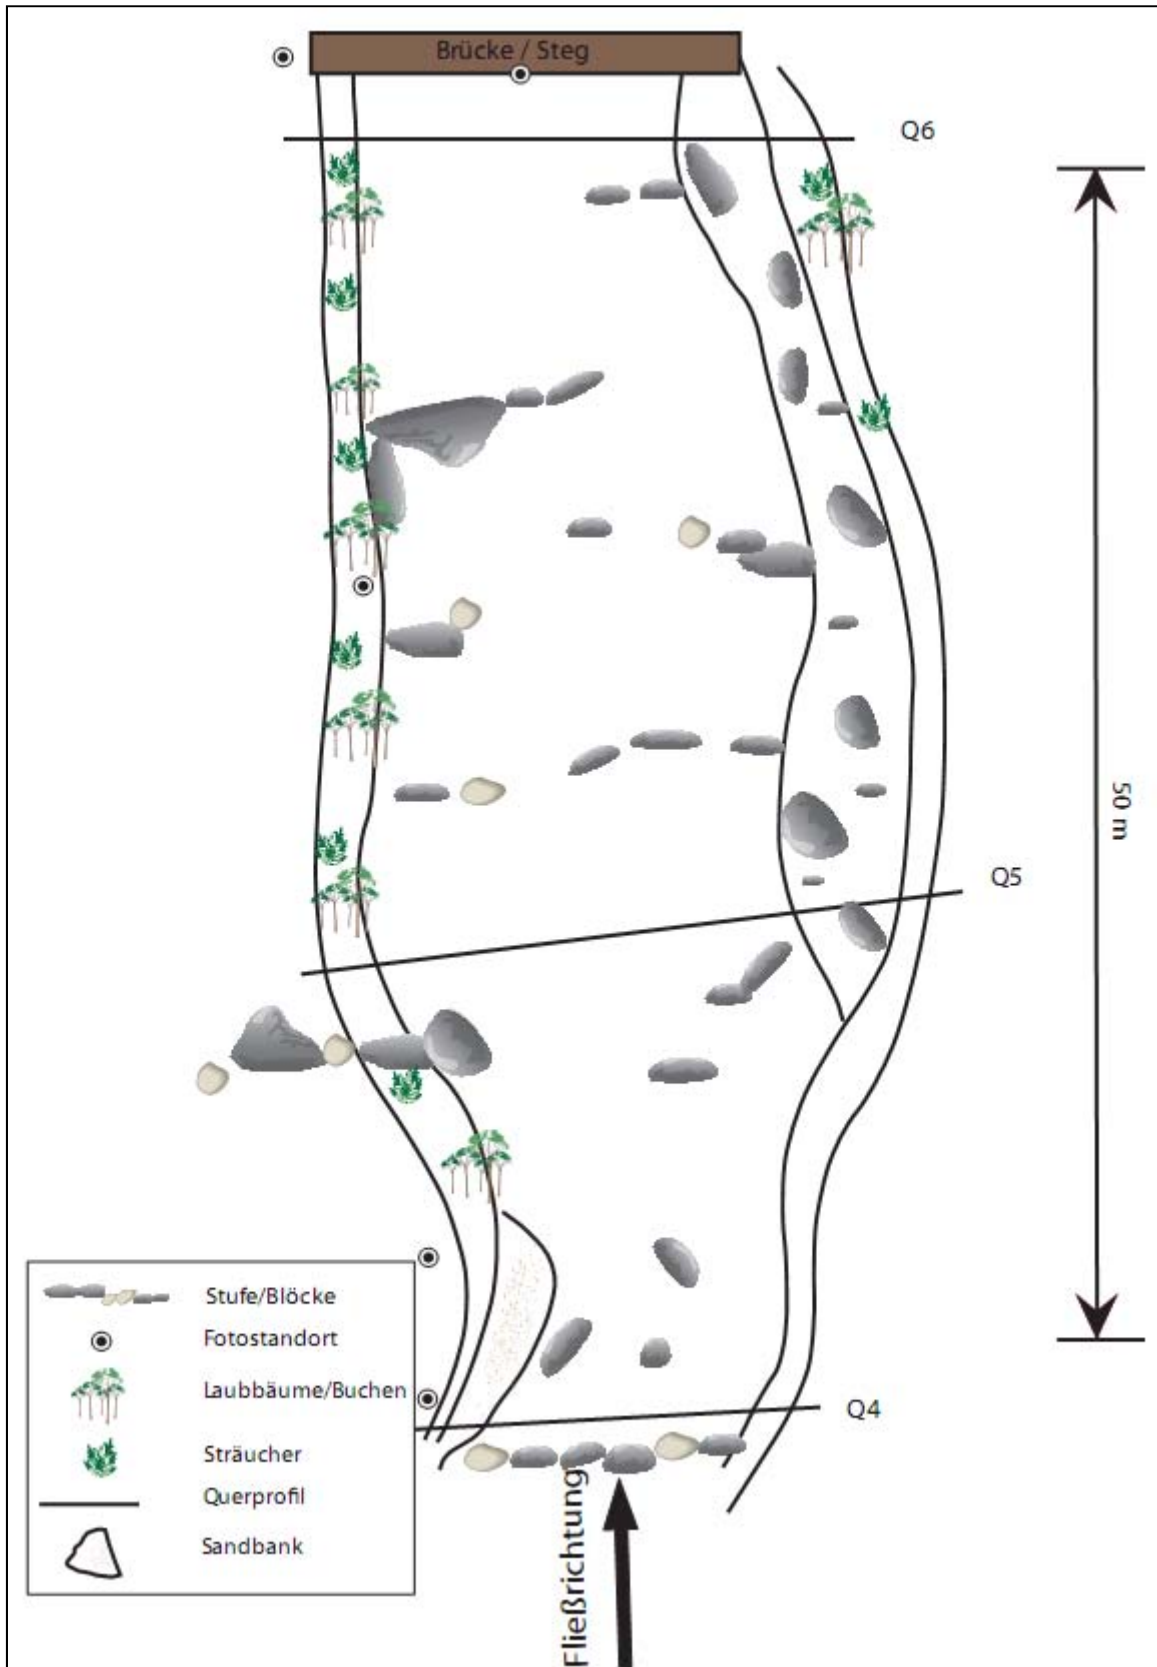 Brücke / Steg
Q6
50 m
Q5
Q4
Stufe/Blöcke
Fotostandort
Laubbäume/Buchen
Sträucher
Querprofil
Sandbank
Fließrichtung